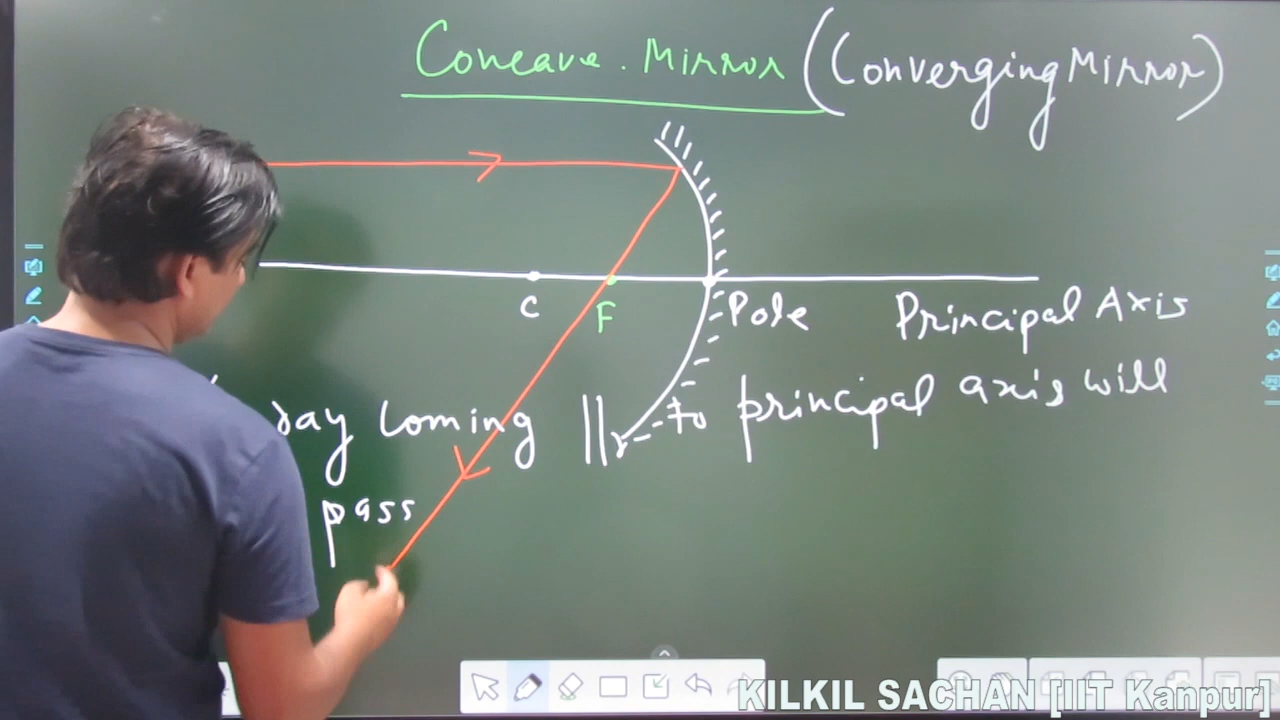 Concave. Mirror (Converging Mirror)
C F Pole Principal Axis
ray coming || to principal axis will
pass
KILKIL SACHAN [IIT Kanpur]